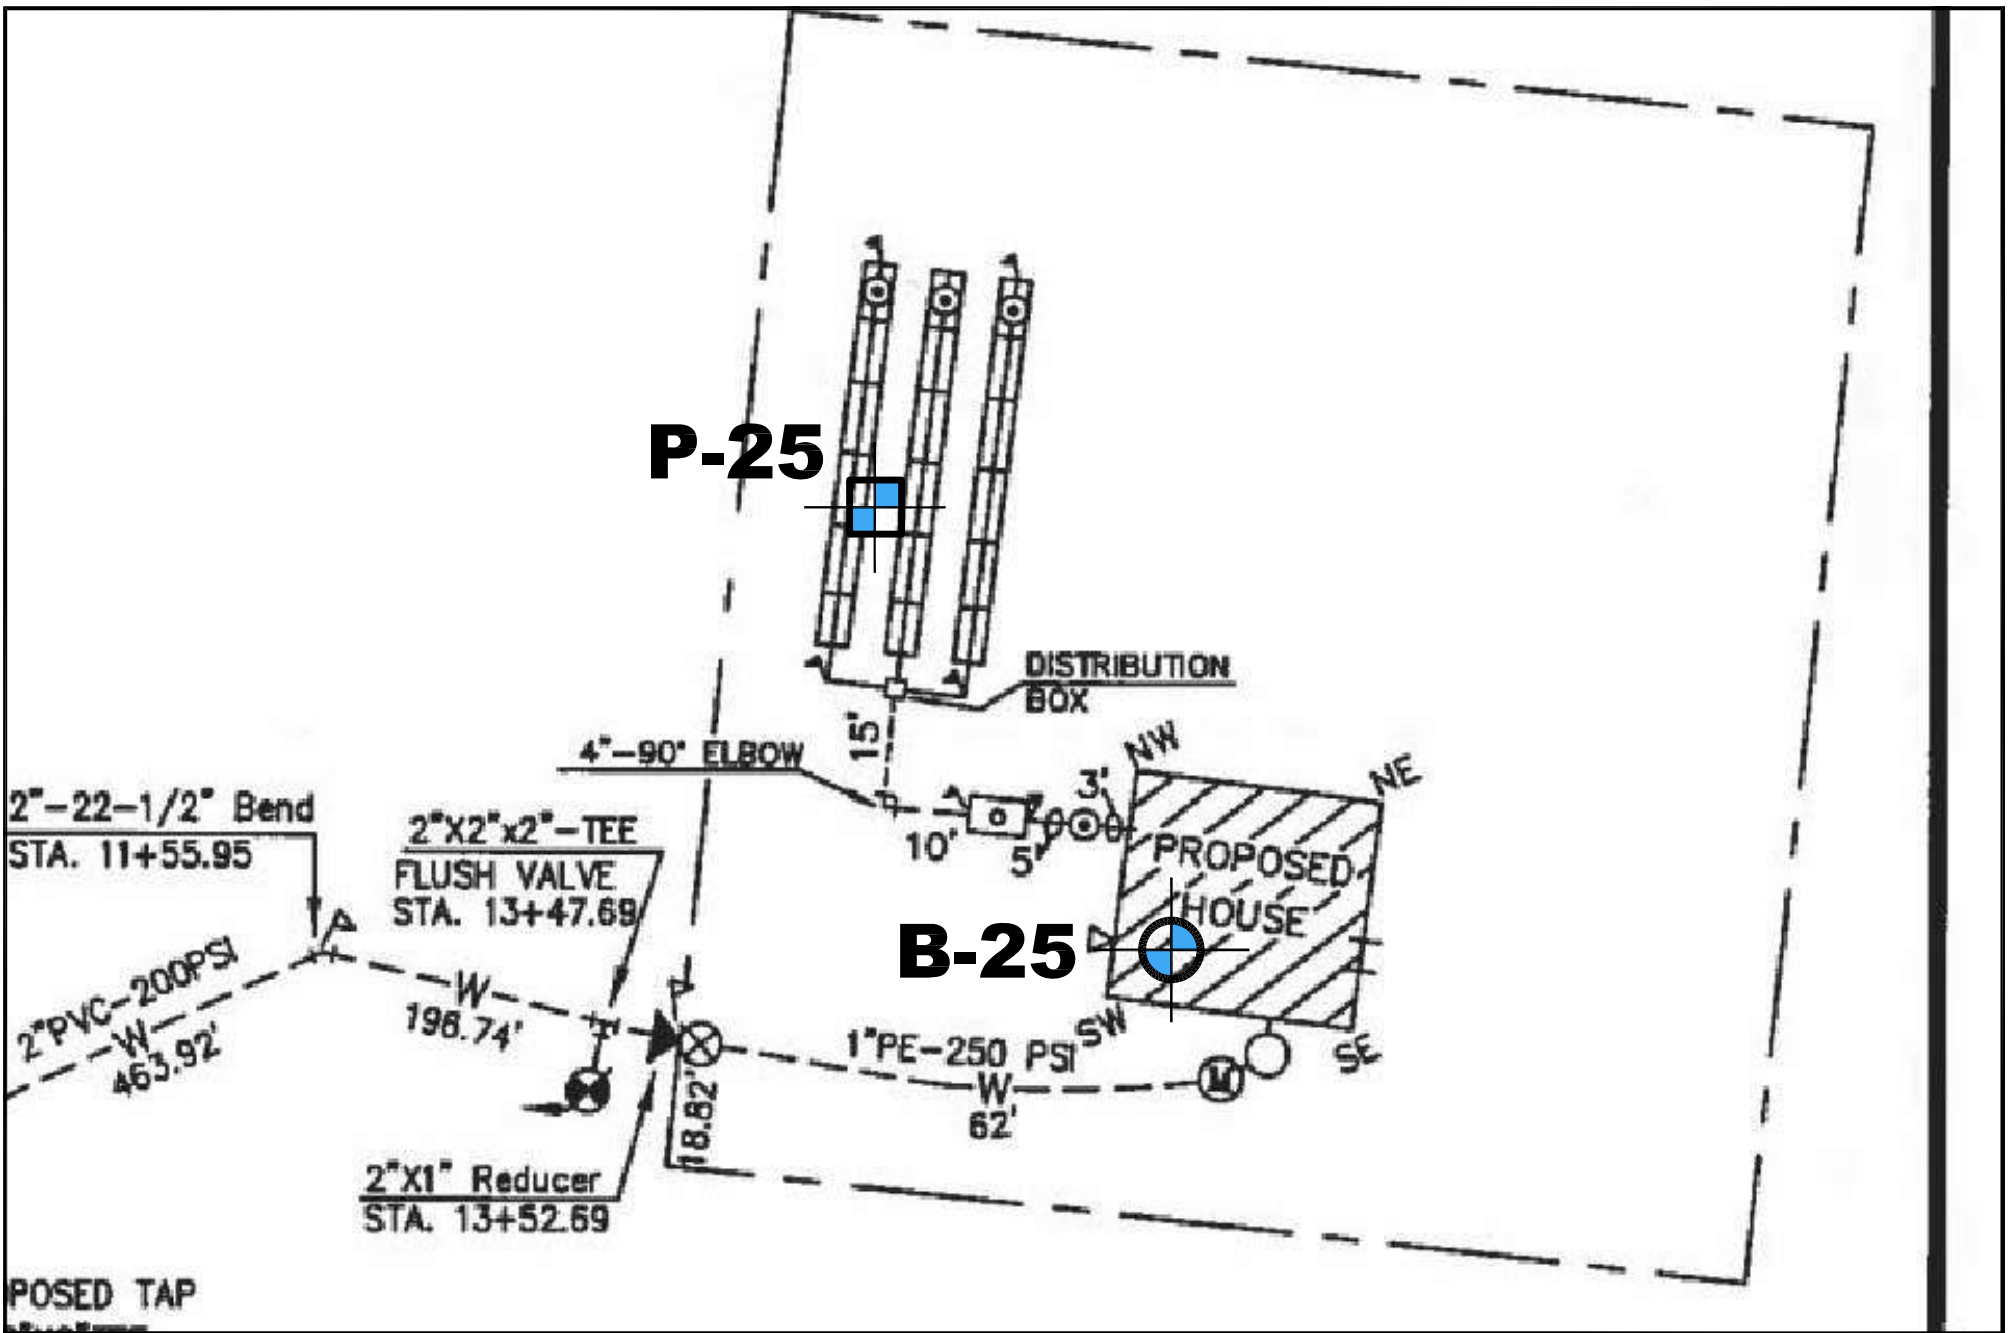 P-25
DISTRIBUTION
BOX
15'
4"-90° ELBOW
NW
NE
3'
10'
5'
2"-22-1/2° Bend
STA. 11+55.95
2"X2"x2"-TEE
FLUSH VALVE
STA. 13+47.69
PROPOSED
HOUSE
B-25
2"PVC-200PSI
W
463.92'
W
196.74'
SW
SE
1"PE-250 PSI
W
62'
M
18.82'
2"X1" Reducer
STA. 13+52.69
POSED TAP